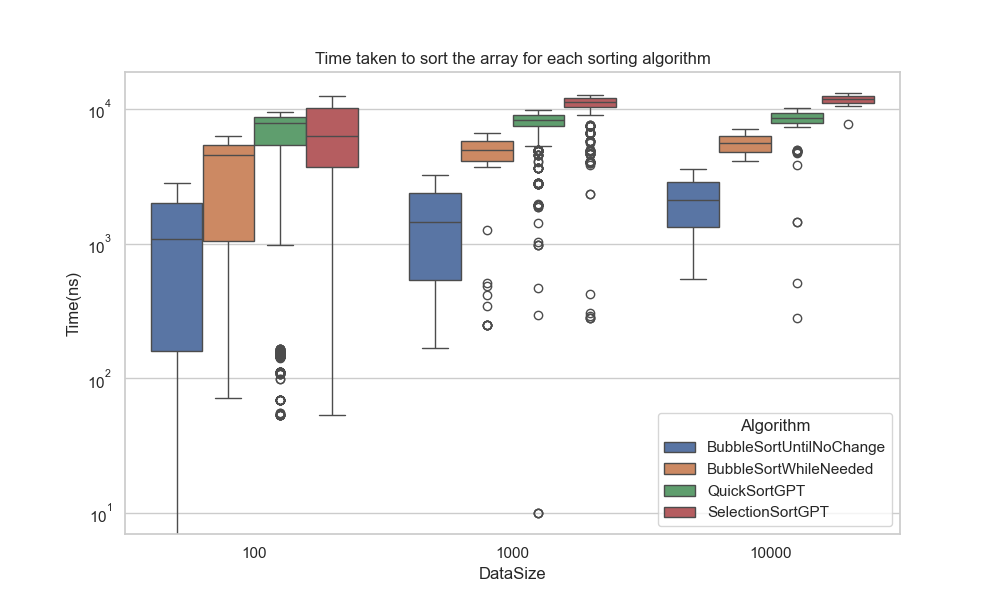 Time taken to sort the array for each sorting algorithm
Time(ns)
10⁴
10³
10²
10¹
100 1000 10000
DataSize
Algorithm
BubbleSortUntilNoChange
BubbleSortWhileNeeded
QuickSortGPT
SelectionSortGPT